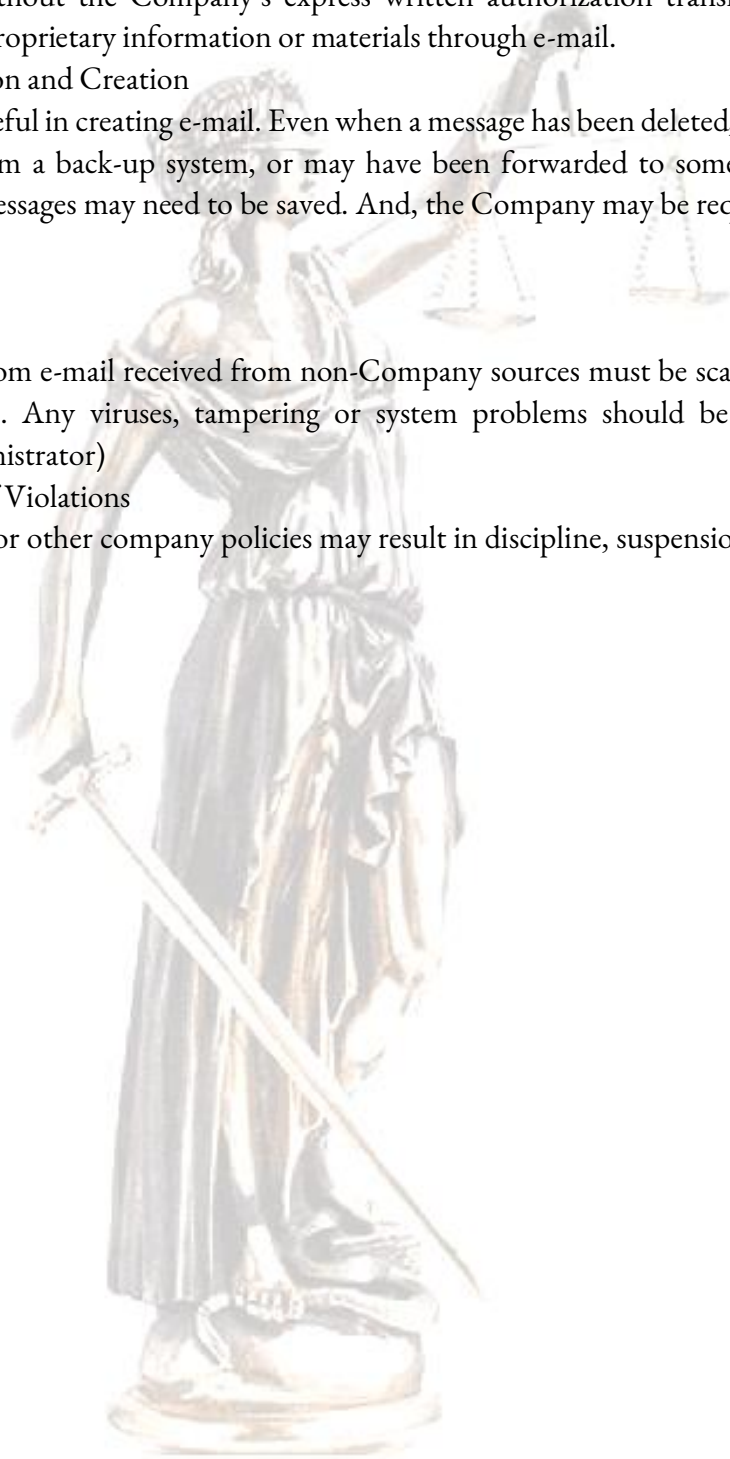 thout the Company's express written authorization trans
roprietary information or materials through e-mail.
on and Creation
eful in creating e-mail. Even when a message has been deleted,
m a back-up system, or may have been forwarded to some
essages may need to be saved. And, the Company may be req
om e-mail received from non-Company sources must be sca
. Any viruses, tampering or system problems should be
nistrator)
f Violations
or other company policies may result in discipline, suspensio